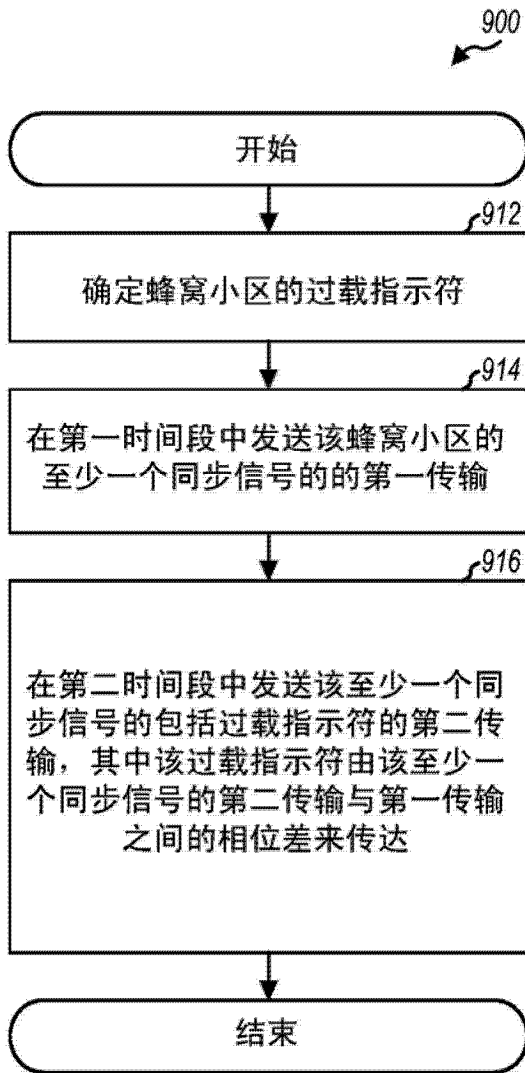 900
开始
912
确定蜂窝小区的过载指示符
914
在第一时间段中发送该蜂窝小区的
至少一个同步信号的的第一传输
916
在第二时间段中发送该至少一个同
步信号的包括过载指示符的第二传
输，其中该过载指示符由该至少一
个同步信号的第二传输与第一传输
之间的相位差来传达
结束